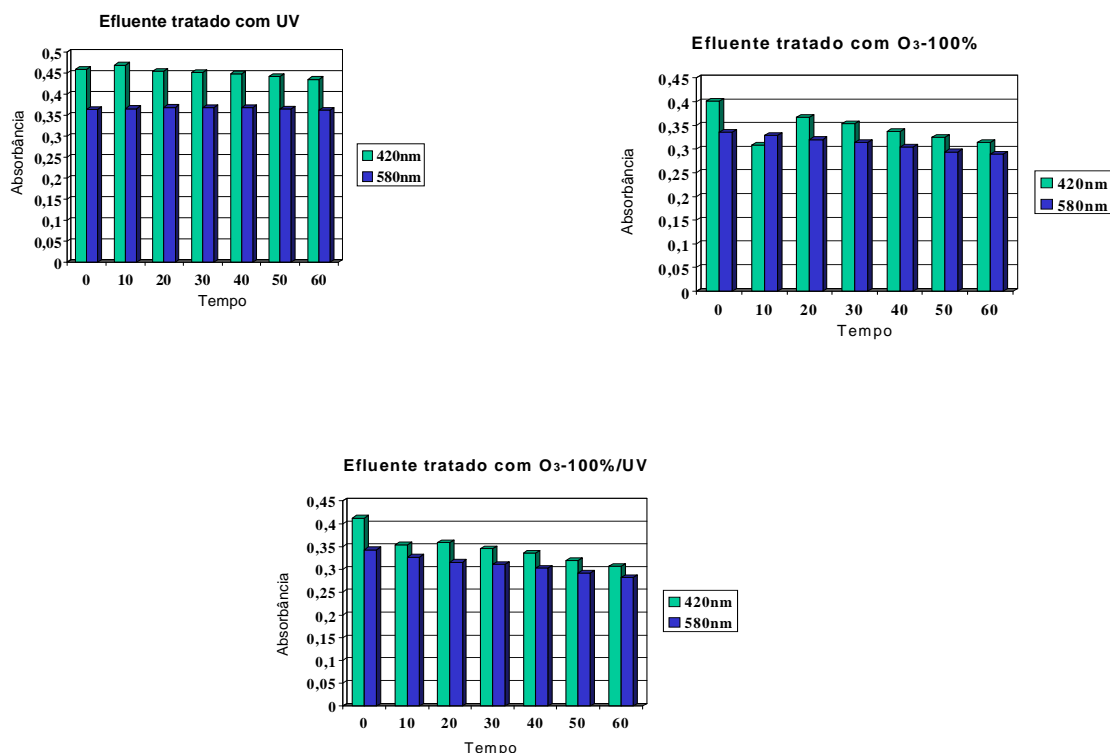 Efluente tratado com UV
0,5
0,45
0,4
0,35
0,3
0,25
0,2
0,15
0,1
0,05
0
Absorbância
0 10 20 30 40 50 60
Tempo
420nm
580nm
Efluente tratado com O3-100%
0,45
0,4
0,35
0,3
0,25
0,2
0,15
0,1
0,05
0
Absorbância
0 10 20 30 40 50 60
Tempo
420nm
580nm
Efluente tratado com O3-100%/UV
0,45
0,4
0,35
0,3
0,25
0,2
0,15
0,1
0,05
0
Absorbância
0 10 20 30 40 50 60
Tempo
420nm
580nm